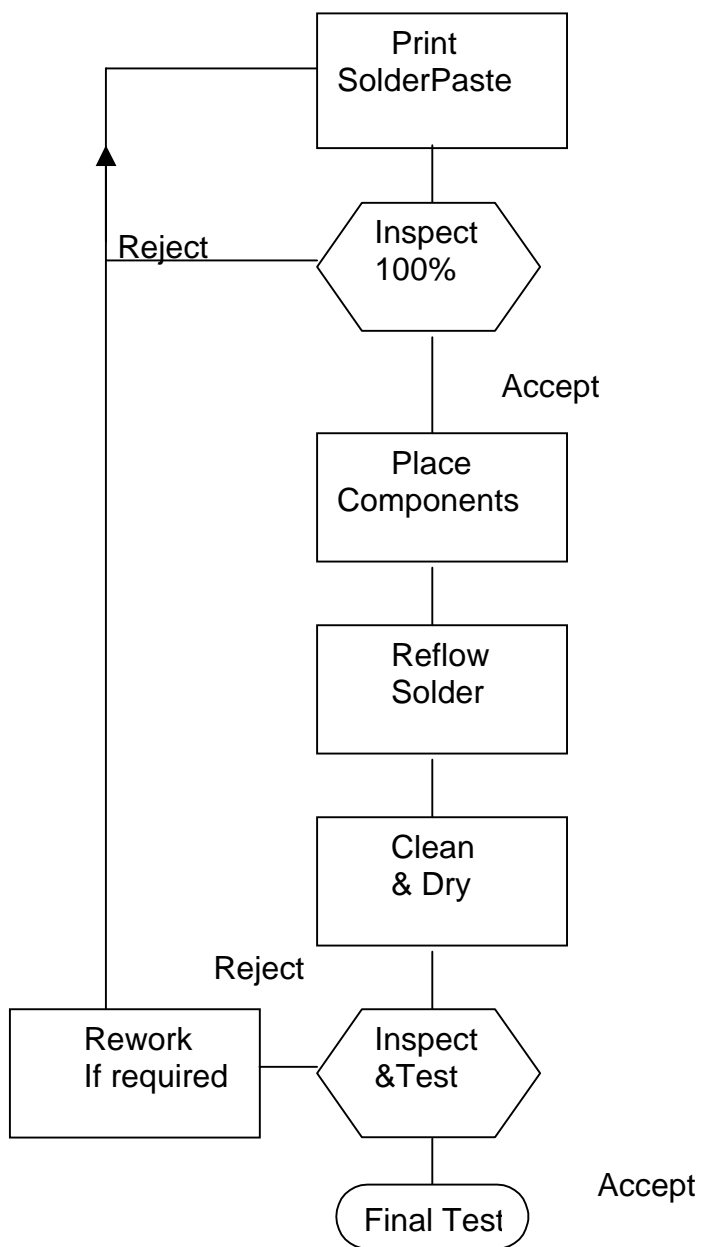 Print
SolderPaste
Reject
Inspect
100%
Accept
Place
Components
Reflow
Solder
Clean
& Dry
Reject
Rework
If required
Inspect
&Test
Accept
Final Test